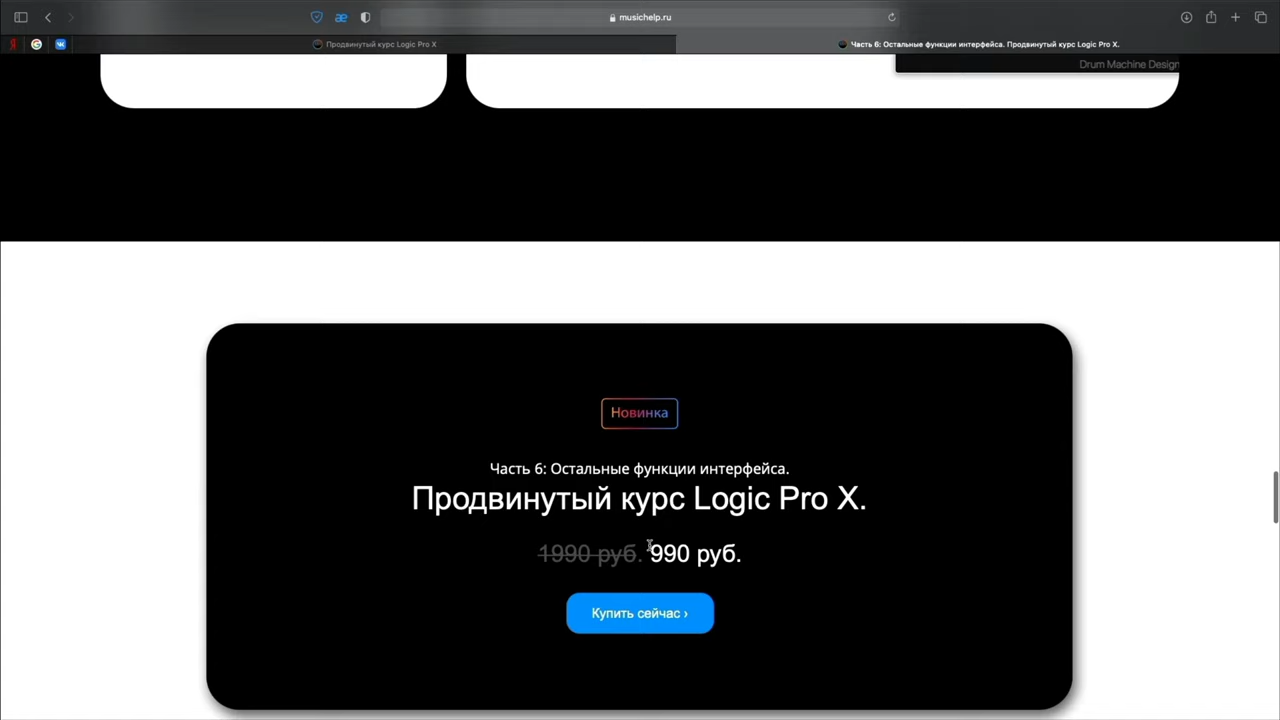 musichelp.ru
Продвинутый курс Logic Pro X
Часть 6: Остальные функции интерфейса. Продвинутый курс Logic Pro X.
Drum Machine Design
Новинка
Часть 6: Остальные функции интерфейса.
Продвинутый курс Logic Pro X.
1990 руб. 990 руб.
Купить сейчас ›